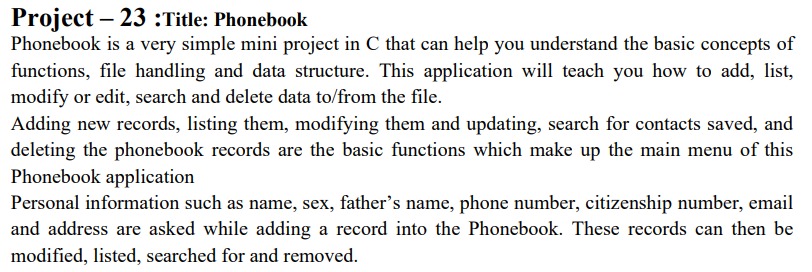 Project – 23 :Title: Phonebook
Phonebook is a very simple mini project in C that can help you understand the basic concepts of
functions, file handling and data structure. This application will teach you how to add, list,
modify or edit, search and delete data to/from the file.
Adding new records, listing them, modifying them and updating, search for contacts saved, and
deleting the phonebook records are the basic functions which make up the main menu of this
Phonebook application
Personal information such as name, sex, father’s name, phone number, citizenship number, email
and address are asked while adding a record into the Phonebook. These records can then be
modified, listed, searched for and removed.